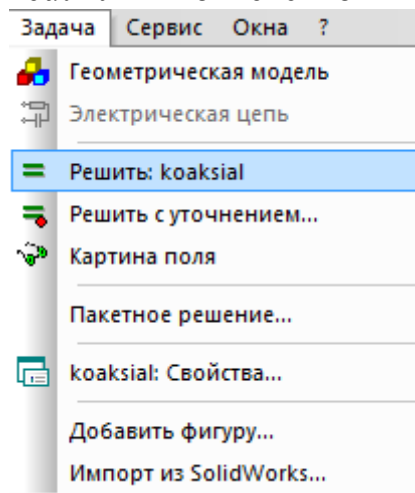 Задача Сервис Окна ?
Геометрическая модель
Электрическая цепь
Решить: koaksial
Решить с уточнением...
Картина поля
Пакетное решение...
koaksial: Свойства...
Добавить фигуру...
Импорт из SolidWorks...